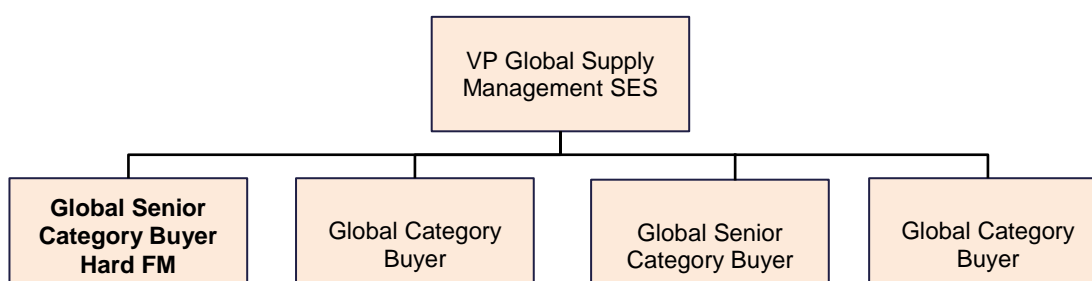 VP Global Supply
Management SES
Global Senior
Category Buyer
Hard FM
Global Category
Buyer
Global Senior
Category Buyer
Global Category
Buyer